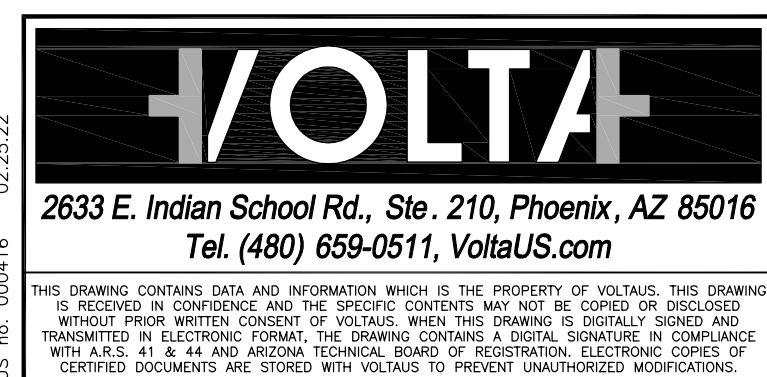 VOLTA
2633 E. Indian School Rd., Ste. 210, Phoenix, AZ 85016
Tel. (480) 659-0511, VoltaUS.com
THIS DRAWING CONTAINS DATA AND INFORMATION WHICH IS THE PROPERTY OF VOLTAUS. THIS DRAWING
IS RECEIVED IN CONFIDENCE AND THE SPECIFIC CONTENTS MAY NOT BE COPIED OR DISCLOSED
WITHOUT PRIOR WRITTEN CONSENT OF VOLTAUS. WHEN THIS DRAWING IS DIGITALLY SIGNED AND
TRANSMITTED IN ELECTRONIC FORMAT, THE DRAWING CONTAINS A DIGITAL SIGNATURE IN COMPLIANCE
WITH A.R.S. 41 & 44 AND ARIZONA TECHNICAL BOARD OF REGISTRATION. ELECTRONIC COPIES OF
CERTIFIED DOCUMENTS ARE STORED WITH VOLTAUS TO PREVENT UNAUTHORIZED MODIFICATIONS.
US no. 000416 02.25.22